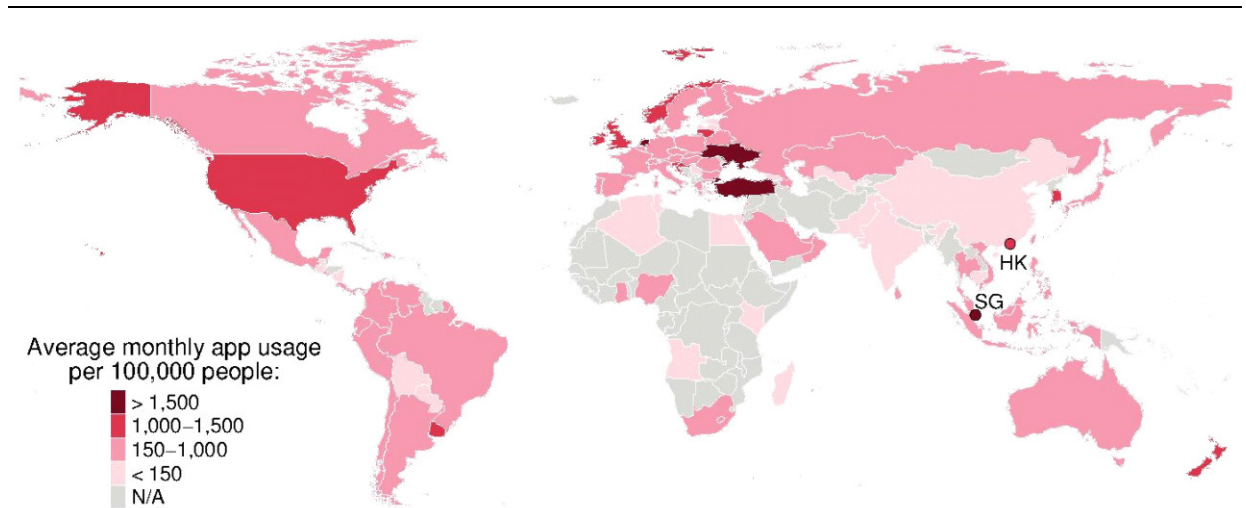 HK
SG
Average monthly app usage
per 100,000 people:
> 1,500
1,000–1,500
150–1,000
< 150
N/A